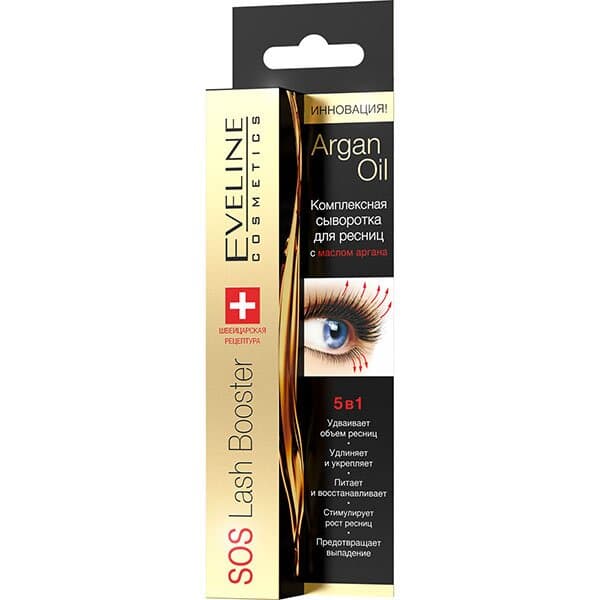 EVELINE
COSMETICS
ШВЕЙЦАРСКАЯ
РЕЦЕПТУРА
SOS Lash Booster
ИННОВАЦИЯ!
Argan
Oil
Комплексная
сыворотка
для ресниц
с маслом аргана
5 в 1
Удваивает
объем ресниц
Удлиняет
и укрепляет
Питает
и восстанавливает
Стимулирует
рост ресниц
Предотвращает
выпадение